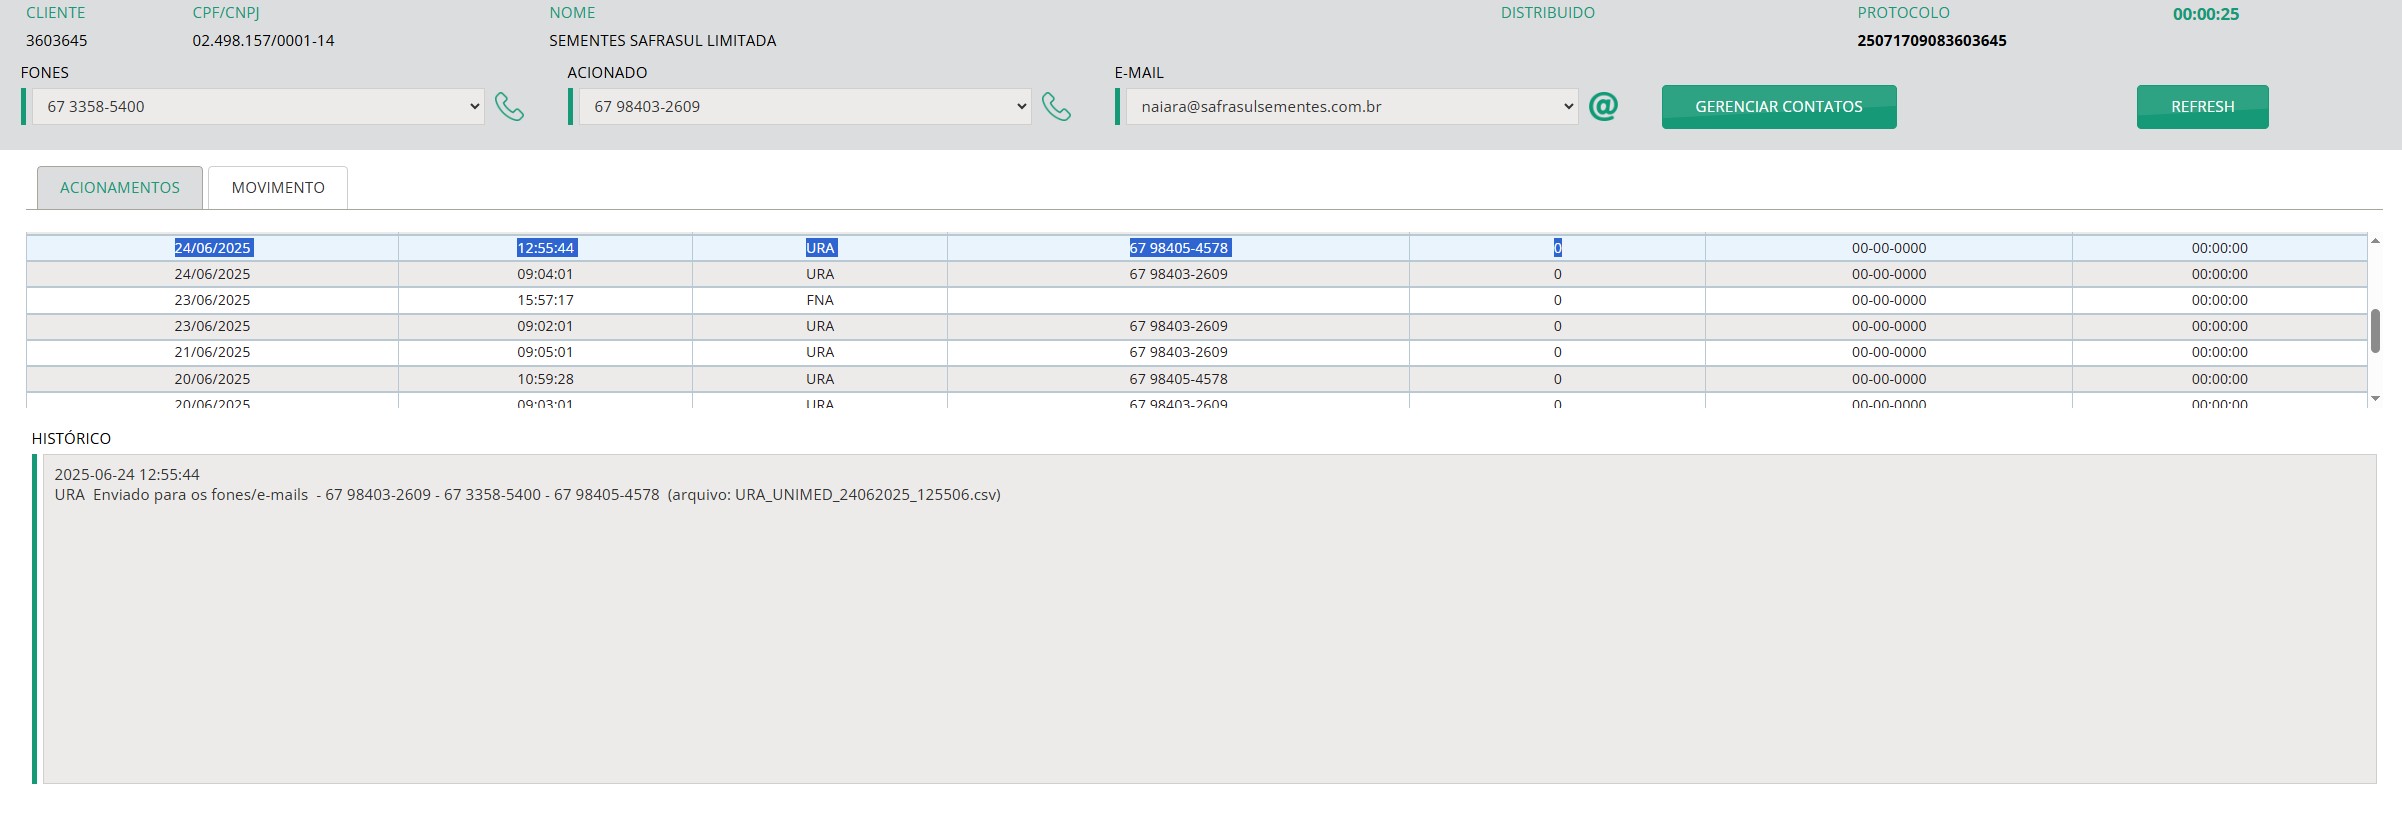 CLIENTE CPF/CNPJ NOME DISTRIBUIDO PROTOCOLO 00:00:25
3603645 02.498.157/0001-14 SEMENTES SAFRASUL LIMITADA 25071709083603645
FONES ACIONADO E-MAIL
67 3358-5400 67 98403-2609 naiara@safrasulsementes.com.br @ GERENCIAR CONTATOS REFRESH
ACIONAMENTOS MOVIMENTO
24/06/2025 12:55:44 URA 67 98405-4578 0 00-00-0000 00:00:00
24/06/2025 09:04:01 URA 67 98403-2609 0 00-00-0000 00:00:00
23/06/2025 15:57:17 FNA 0 00-00-0000 00:00:00
23/06/2025 09:02:01 URA 67 98403-2609 0 00-00-0000 00:00:00
21/06/2025 09:05:01 URA 67 98403-2609 0 00-00-0000 00:00:00
20/06/2025 10:59:28 URA 67 98405-4578 0 00-00-0000 00:00:00
20/06/2025 09:03:01 URA 67 98403-2609 0 00-00-0000 00:00:00
HISTÓRICO
2025-06-24 12:55:44
URA Enviado para os fones/e-mails - 67 98403-2609 - 67 3358-5400 - 67 98405-4578 (arquivo: URA_UNIMED_24062025_125506.csv)